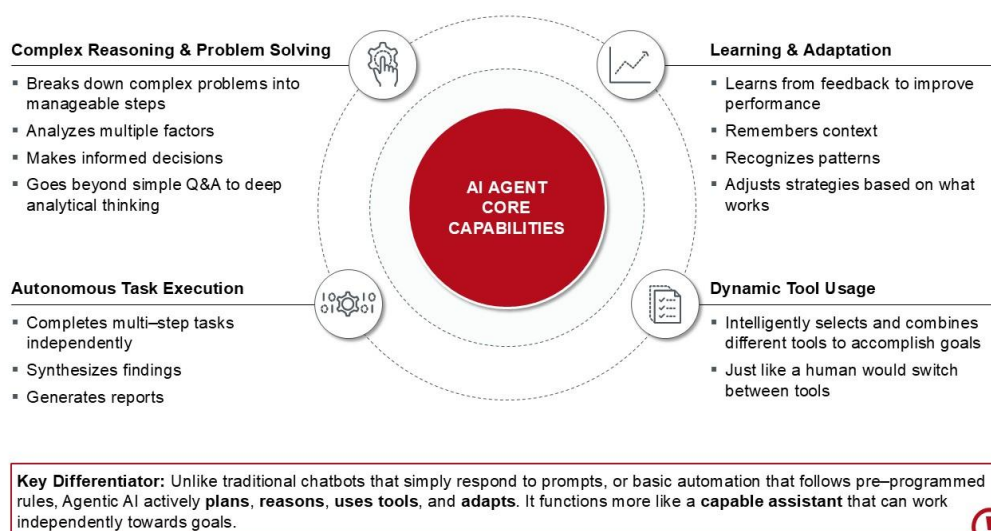 Complex Reasoning & Problem Solving
▪ Breaks down complex problems into
manageable steps
▪ Analyzes multiple factors
▪ Makes informed decisions
▪ Goes beyond simple Q&A to deep
analytical thinking
Learning & Adaptation
▪ Learns from feedback to improve
performance
▪ Remembers context
▪ Recognizes patterns
▪ Adjusts strategies based on what
works
AI AGENT
CORE
CAPABILITIES
Autonomous Task Execution
▪ Completes multi–step tasks
independently
▪ Synthesizes findings
▪ Generates reports
10 10
01 01
Dynamic Tool Usage
▪ Intelligently selects and combines
different tools to accomplish goals
▪ Just like a human would switch
between tools
Key Differentiator: Unlike traditional chatbots that simply respond to prompts, or basic automation that follows pre–programmed
rules, Agentic AI actively plans, reasons, uses tools, and adapts. It functions more like a capable assistant that can work
independently towards goals.